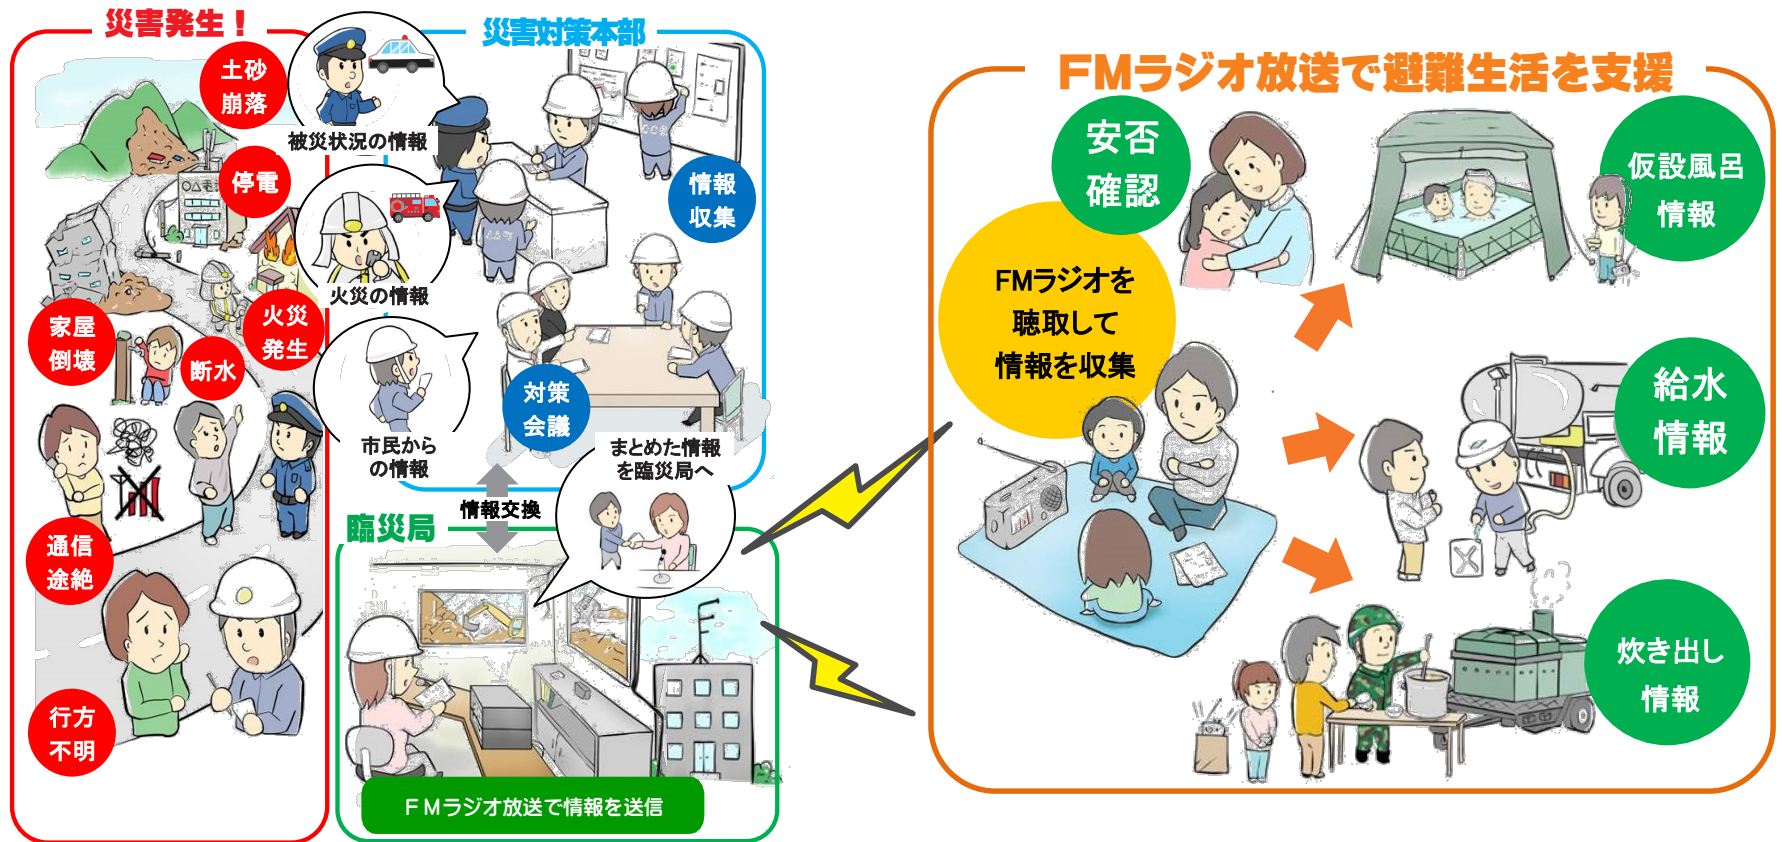 災害発生！
土砂
崩落
停電
家屋
倒壊
断水
火災
発生
通信
途絶
行方
不明
災害対策本部
被災状況の情報
火災の情報
市民から
の情報
情報
収集
対策
会議
まとめた情報
を臨災局へ
情報交換
臨災局
ＦＭラジオ放送で情報を送信
FMラジオ放送で避難生活を支援
FMラジオを
聴取して
情報を収集
安否
確認
仮設風呂
情報
給水
情報
炊き出し
情報